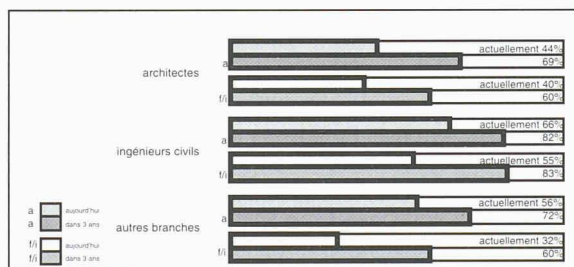 actuellement 44%
a 69%
architectes
actuellement 40%
f/i 60%
actuellement 66%
a 82%
ingénieurs civils
actuellement 55%
f/i 83%
actuellement 56%
a 72%
autres branches
actuellement 32%
f/i 60%
a aujourd'hui
a dans 3 ans
f/i aujourd'hui
f/i dans 3 ans